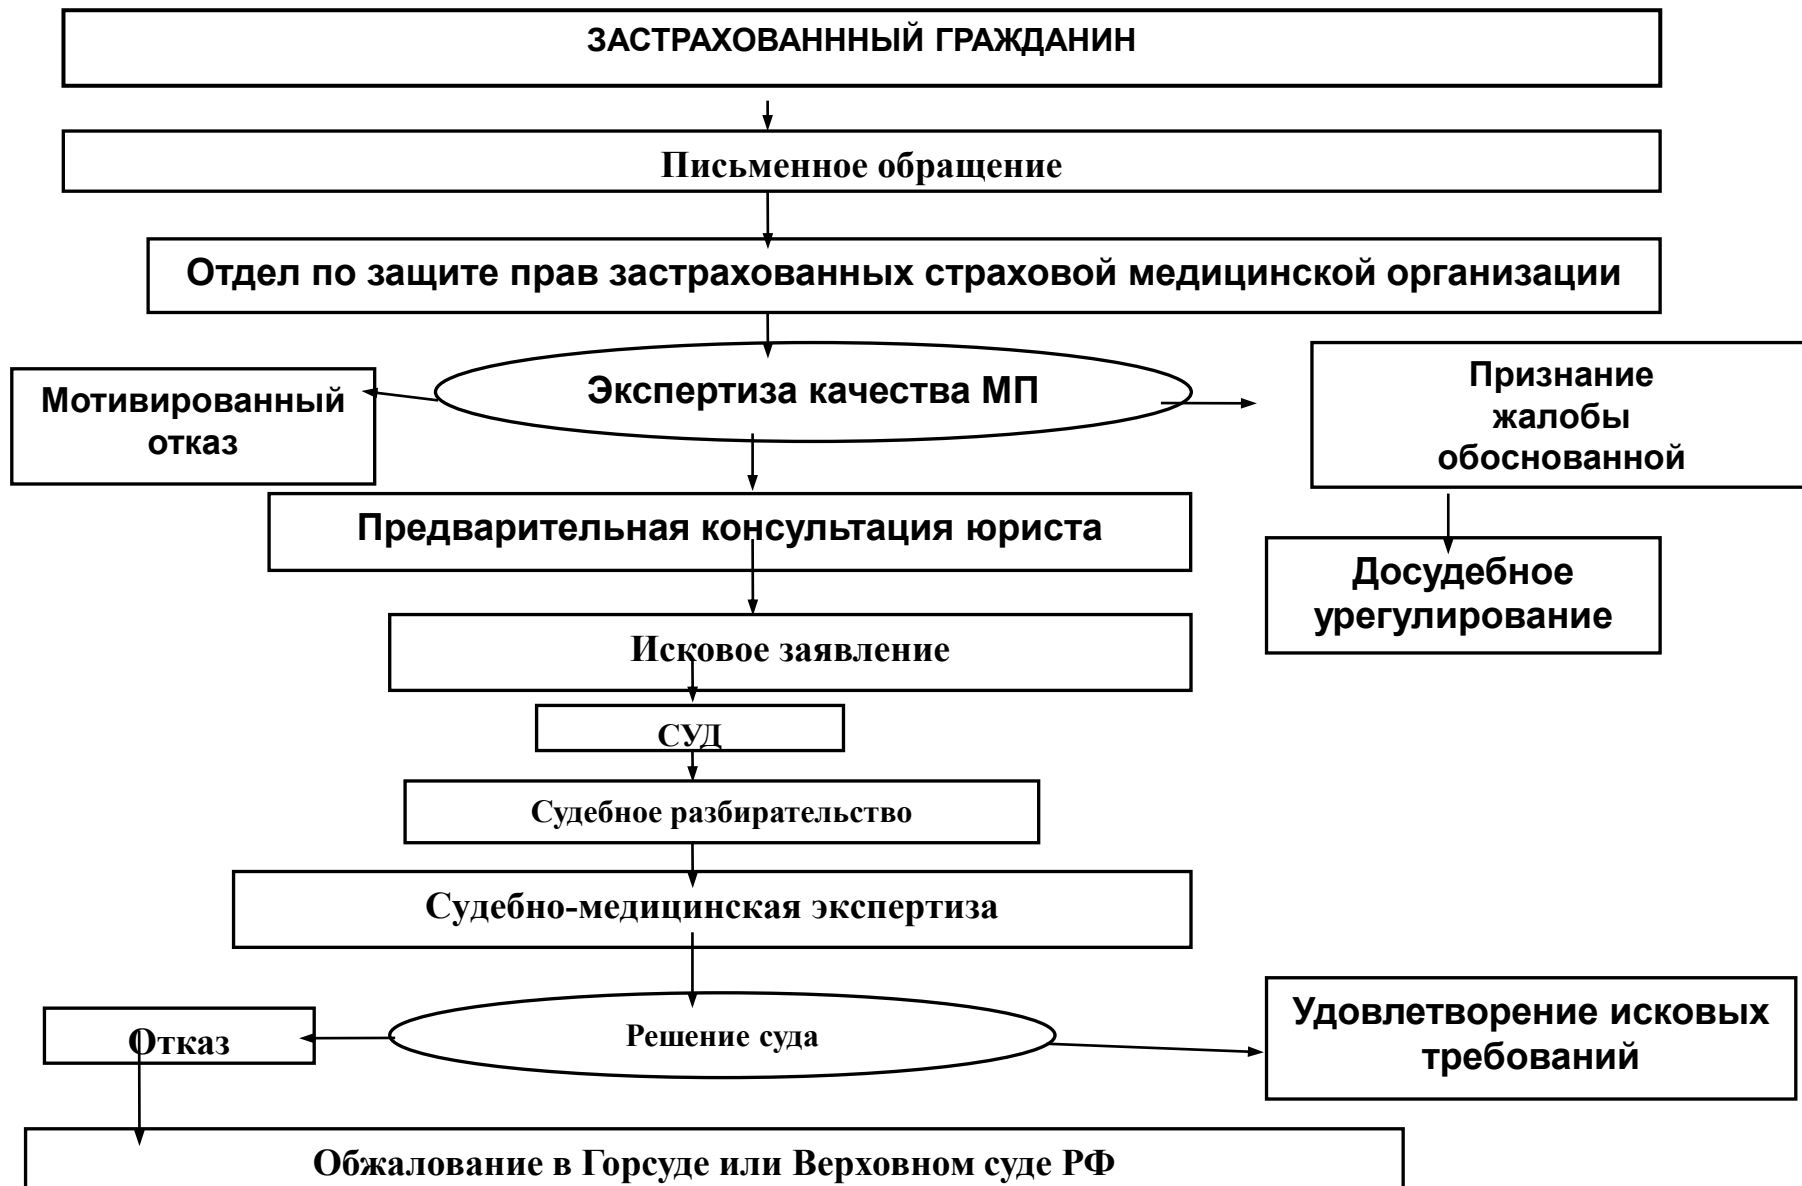 ЗАСТРАХОВАНННЫЙ ГРАЖДАНИН
Письменное обращение
Отдел по защите прав застрахованных страховой медицинской организации
Экспертиза качества МП
Мотивированный
отказ
Признание
жалобы
обоснованной
Предварительная консультация юриста
Досудебное
урегулирование
Исковое заявление
СУД
Судебное разбирательство
Судебно-медицинская экспертиза
Решение суда
Отказ
Удовлетворение исковых
требований
Обжалование в Горсуде или Верховном суде РФ